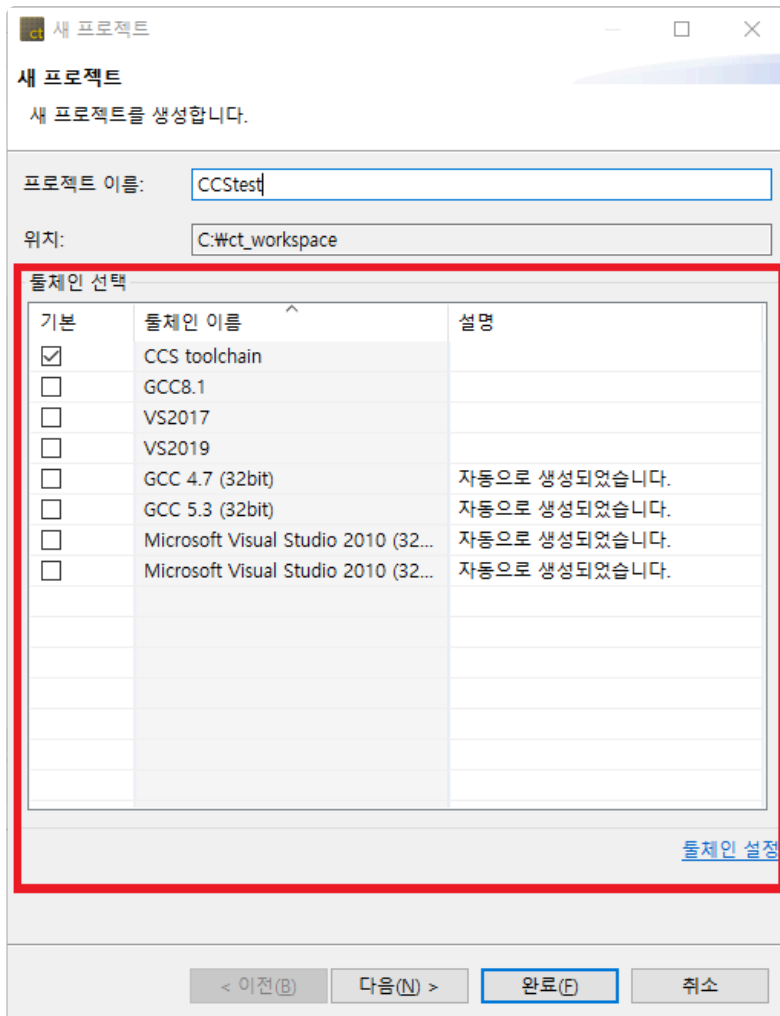 ct 새 프로젝트
새 프로젝트
새 프로젝트를 생성합니다.
프로젝트 이름: CCStest
위치: C:₩ct_workspace
툴체인 선택
기본 툴체인 이름 설명
CCS toolchain
GCC8.1
VS2017
VS2019
GCC 4.7 (32bit) 자동으로 생성되었습니다.
GCC 5.3 (32bit) 자동으로 생성되었습니다.
Microsoft Visual Studio 2010 (32... 자동으로 생성되었습니다.
Microsoft Visual Studio 2010 (32... 자동으로 생성되었습니다.
툴체인 설정
< 이전(B) 다음(N) > 완료(F) 취소